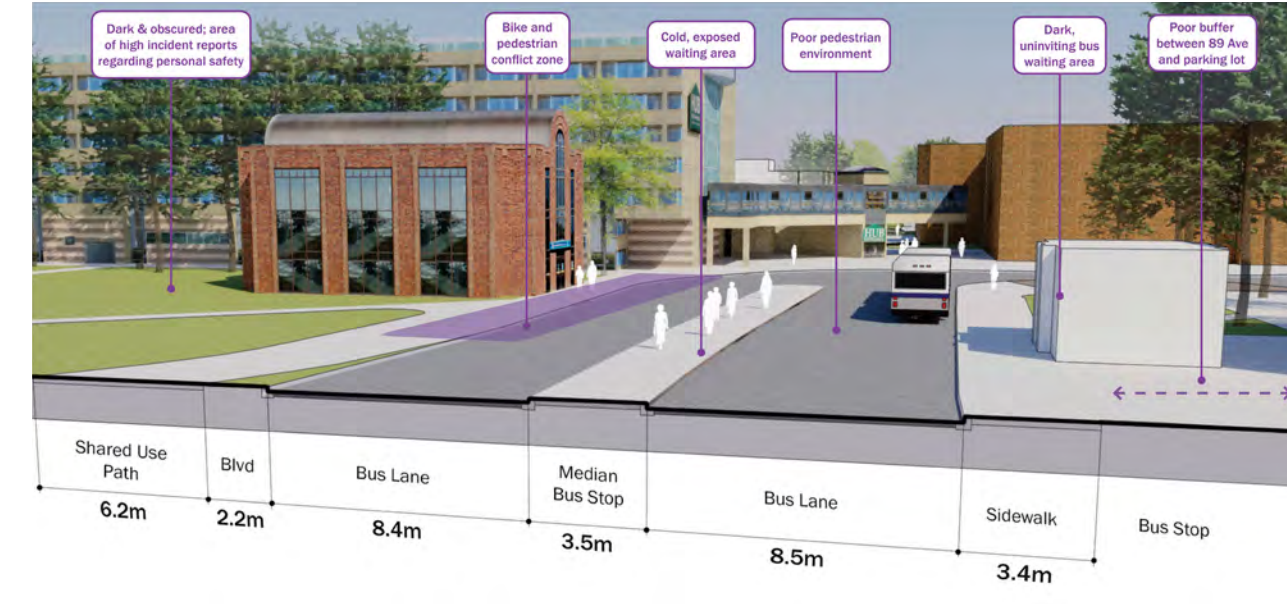 Dark & obscured; area
of high incident reports
regarding personal safety
Bike and
pedestrian
conflict zone
Cold, exposed
waiting area
Poor pedestrian
environment
Dark,
uninviting bus
waiting area
Poor buffer
between 89 Ave
and parking lot
HUB
Shared Use
Path
6.2m
Blvd
2.2m
Bus Lane
8.4m
Median
Bus Stop
3.5m
Bus Lane
8.5m
Sidewalk
3.4m
Bus Stop